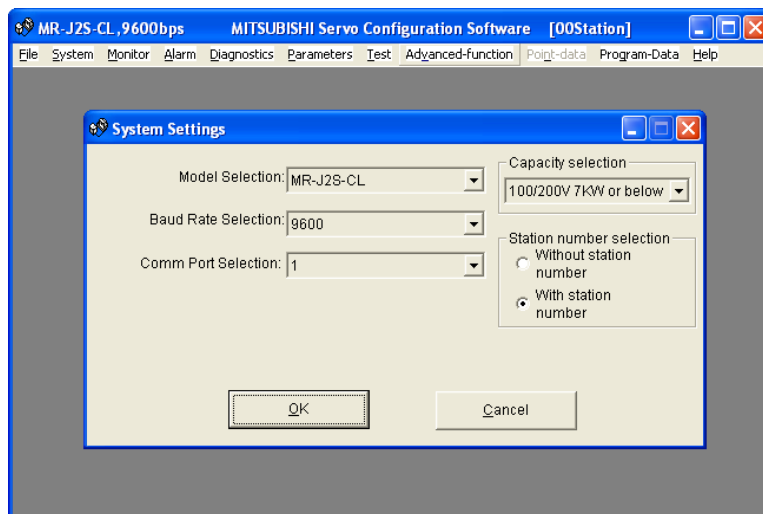 MR-J2S-CL,9600bps MITSUBISHI Servo Configuration Software [00Station]
File System Monitor Alarm Diagnostics Parameters Test Advanced-function Point-data Program-Data Help
System Settings
Model Selection: MR-J2S-CL
Baud Rate Selection: 9600
Comm Port Selection: 1
Capacity selection
100/200V 7KW or below
Station number selection
Without station
number
With station
number
OK Cancel